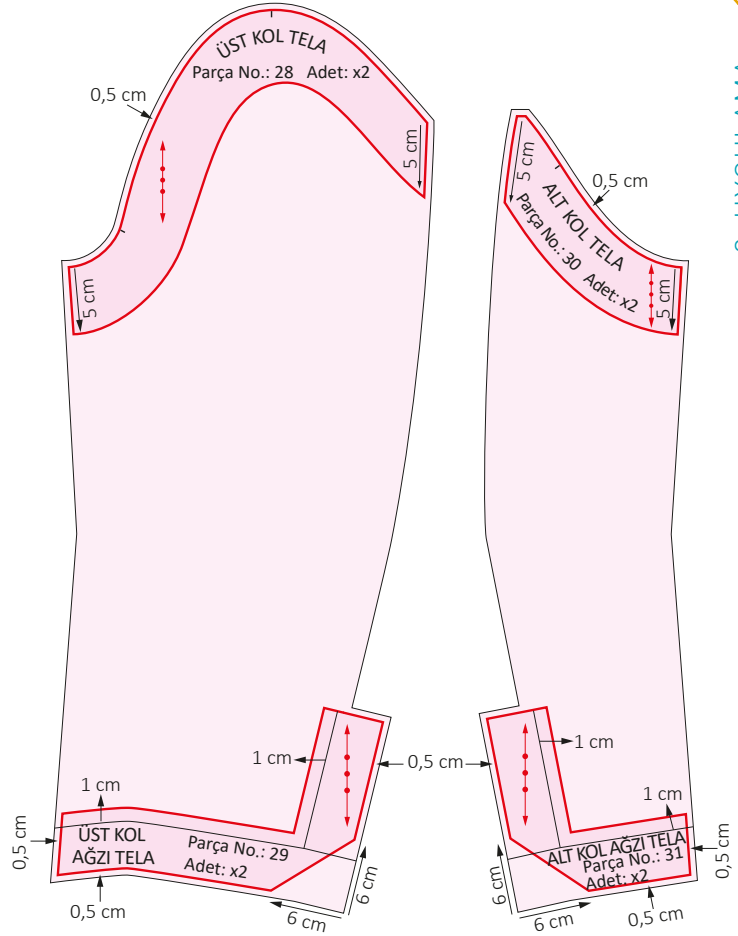 ÜST KOL TELA
Parça No.: 28 Adet: x2
0,5 cm
5 cm
5 cm
5 cm
0,5 cm
ALT KOL TELA
Parça No.: 30 Adet: x2
5 cm
1 cm
0,5 cm
1 cm
1 cm
1 cm
ÜST KOL
AĞZI TELA
Parça No.: 29
Adet: x2
0,5 cm
0,5 cm
6 cm
6 cm
ALT KOL AĞZI TELA
Parça No.: 31
Adet: x2
0,5 cm
6 cm
6 cm
0,5 cm